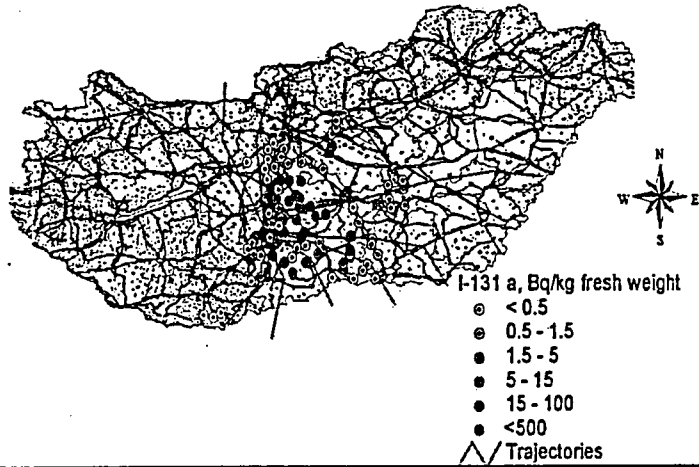 N
W E
S
I-131 a, Bq/kg fresh weight
< 0.5
0.5 - 1.5
1.5 - 5
5 - 15
15 - 100
<500
Trajectories